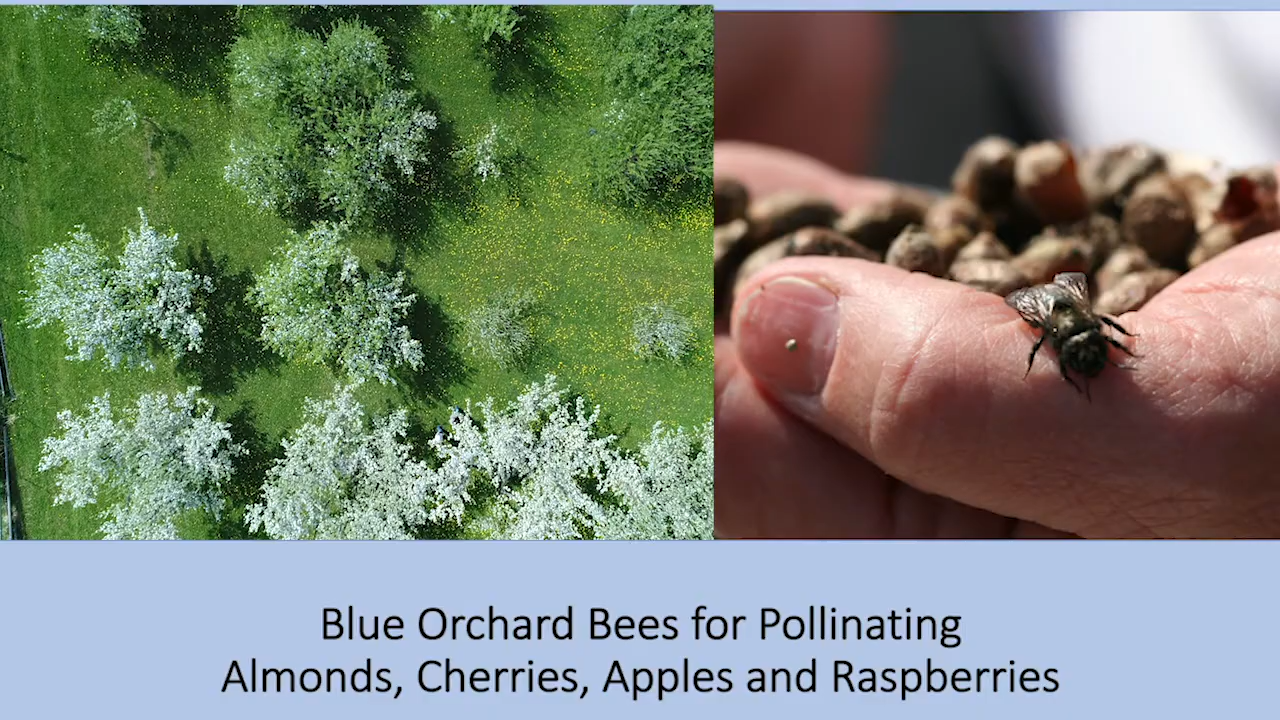 Blue Orchard Bees for Pollinating
Almonds, Cherries, Apples and Raspberries